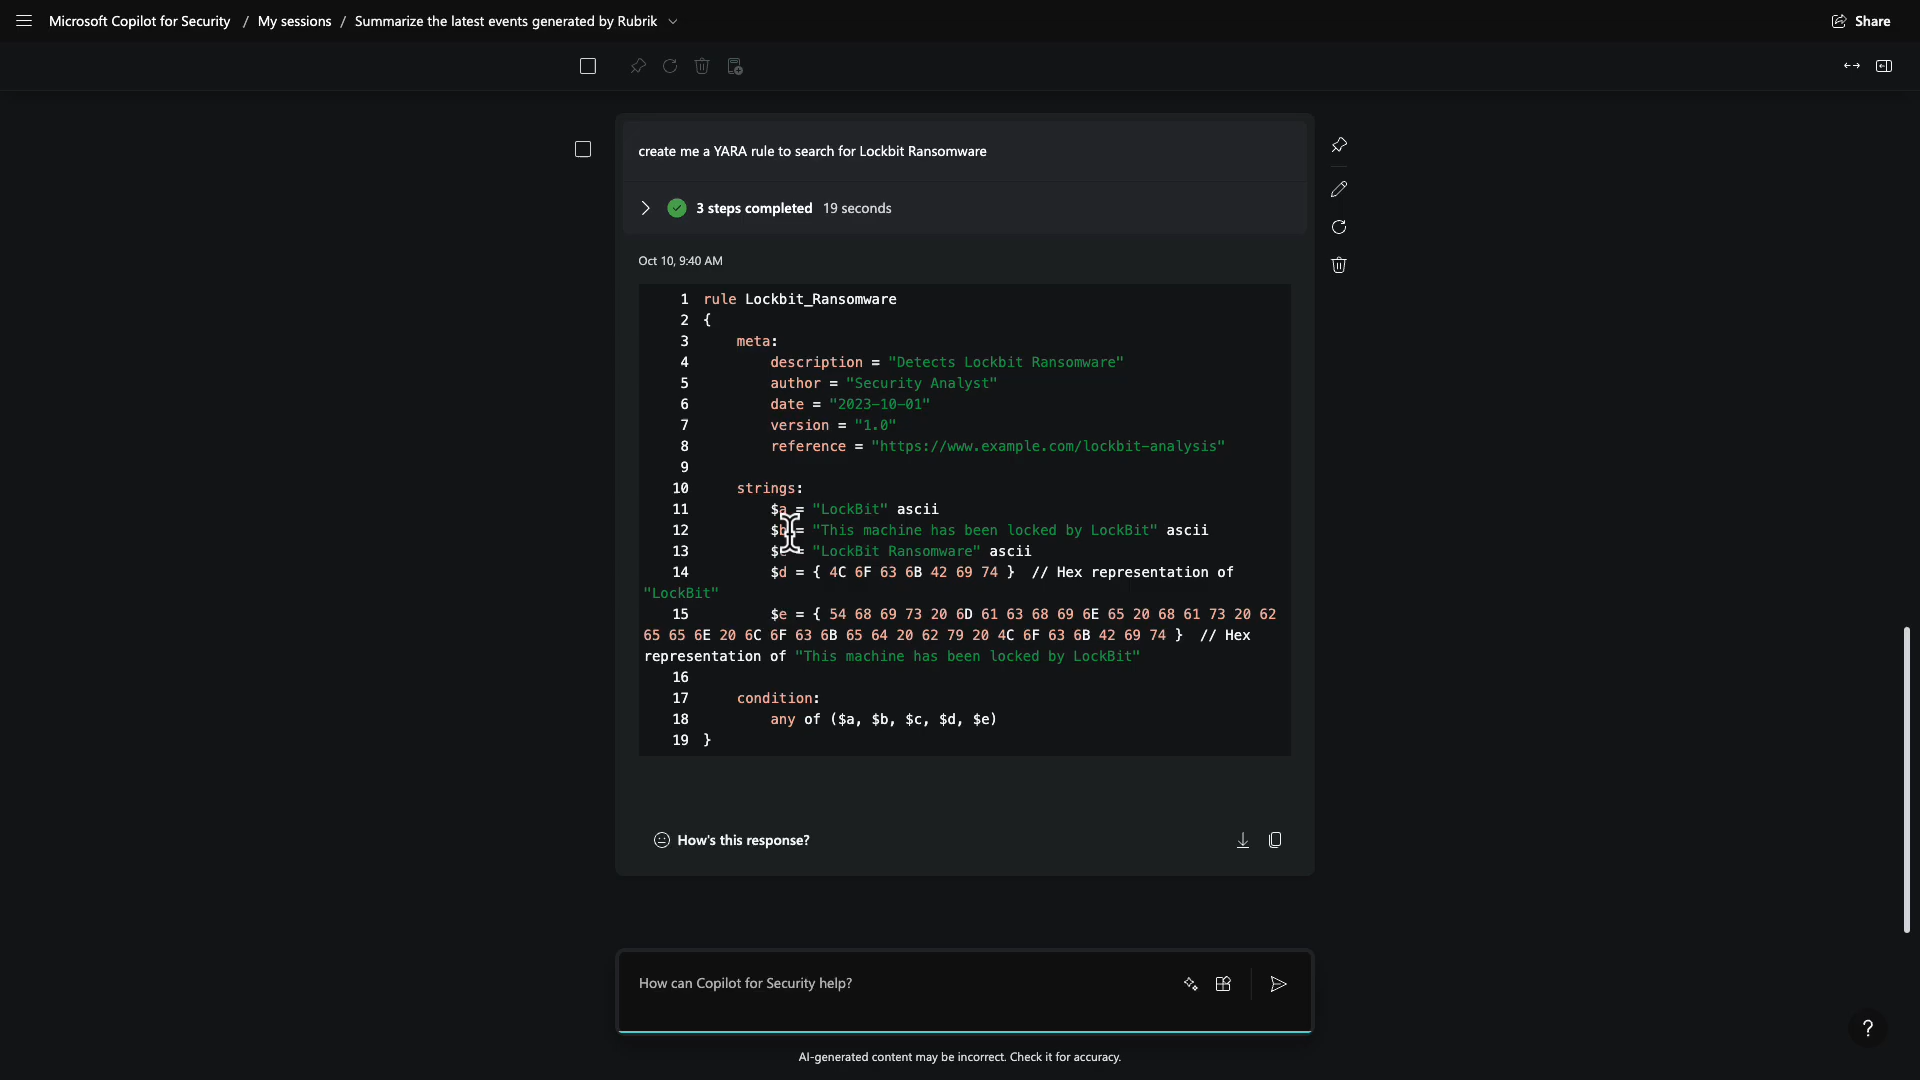 Microsoft Copilot for Security / My sessions / Summarize the latest events generated by Rubrik
Share
create me a YARA rule to search for Lockbit Ransomware
3 steps completed 19 seconds
Oct 10, 9:40 AM
1 rule Lockbit_Ransomware
2 {
3 meta:
4 description = "Detects Lockbit Ransomware"
5 author = "Security Analyst"
6 date = "2023-10-01"
7 version = "1.0"
8 reference = "https://www.example.com/lockbit-analysis"
9
10 strings:
11 $a = "LockBit" ascii
12 $b = "This machine has been locked by LockBit" ascii
13 $c = "LockBit Ransomware" ascii
14 $d = { 4C 6F 63 6B 42 69 74 } // Hex representation of
"LockBit"
15 $e = { 54 68 69 73 20 6D 61 63 68 69 6E 65 20 68 61 73 20 62
65 65 6E 20 6C 6F 63 6B 65 64 20 62 79 20 4C 6F 63 6B 42 69 74 } // Hex
representation of "This machine has been locked by LockBit"
16
17 condition:
18 any of ($a, $b, $c, $d, $e)
19 }
How's this response?
How can Copilot for Security help?
?
AI-generated content may be incorrect. Check it for accuracy.